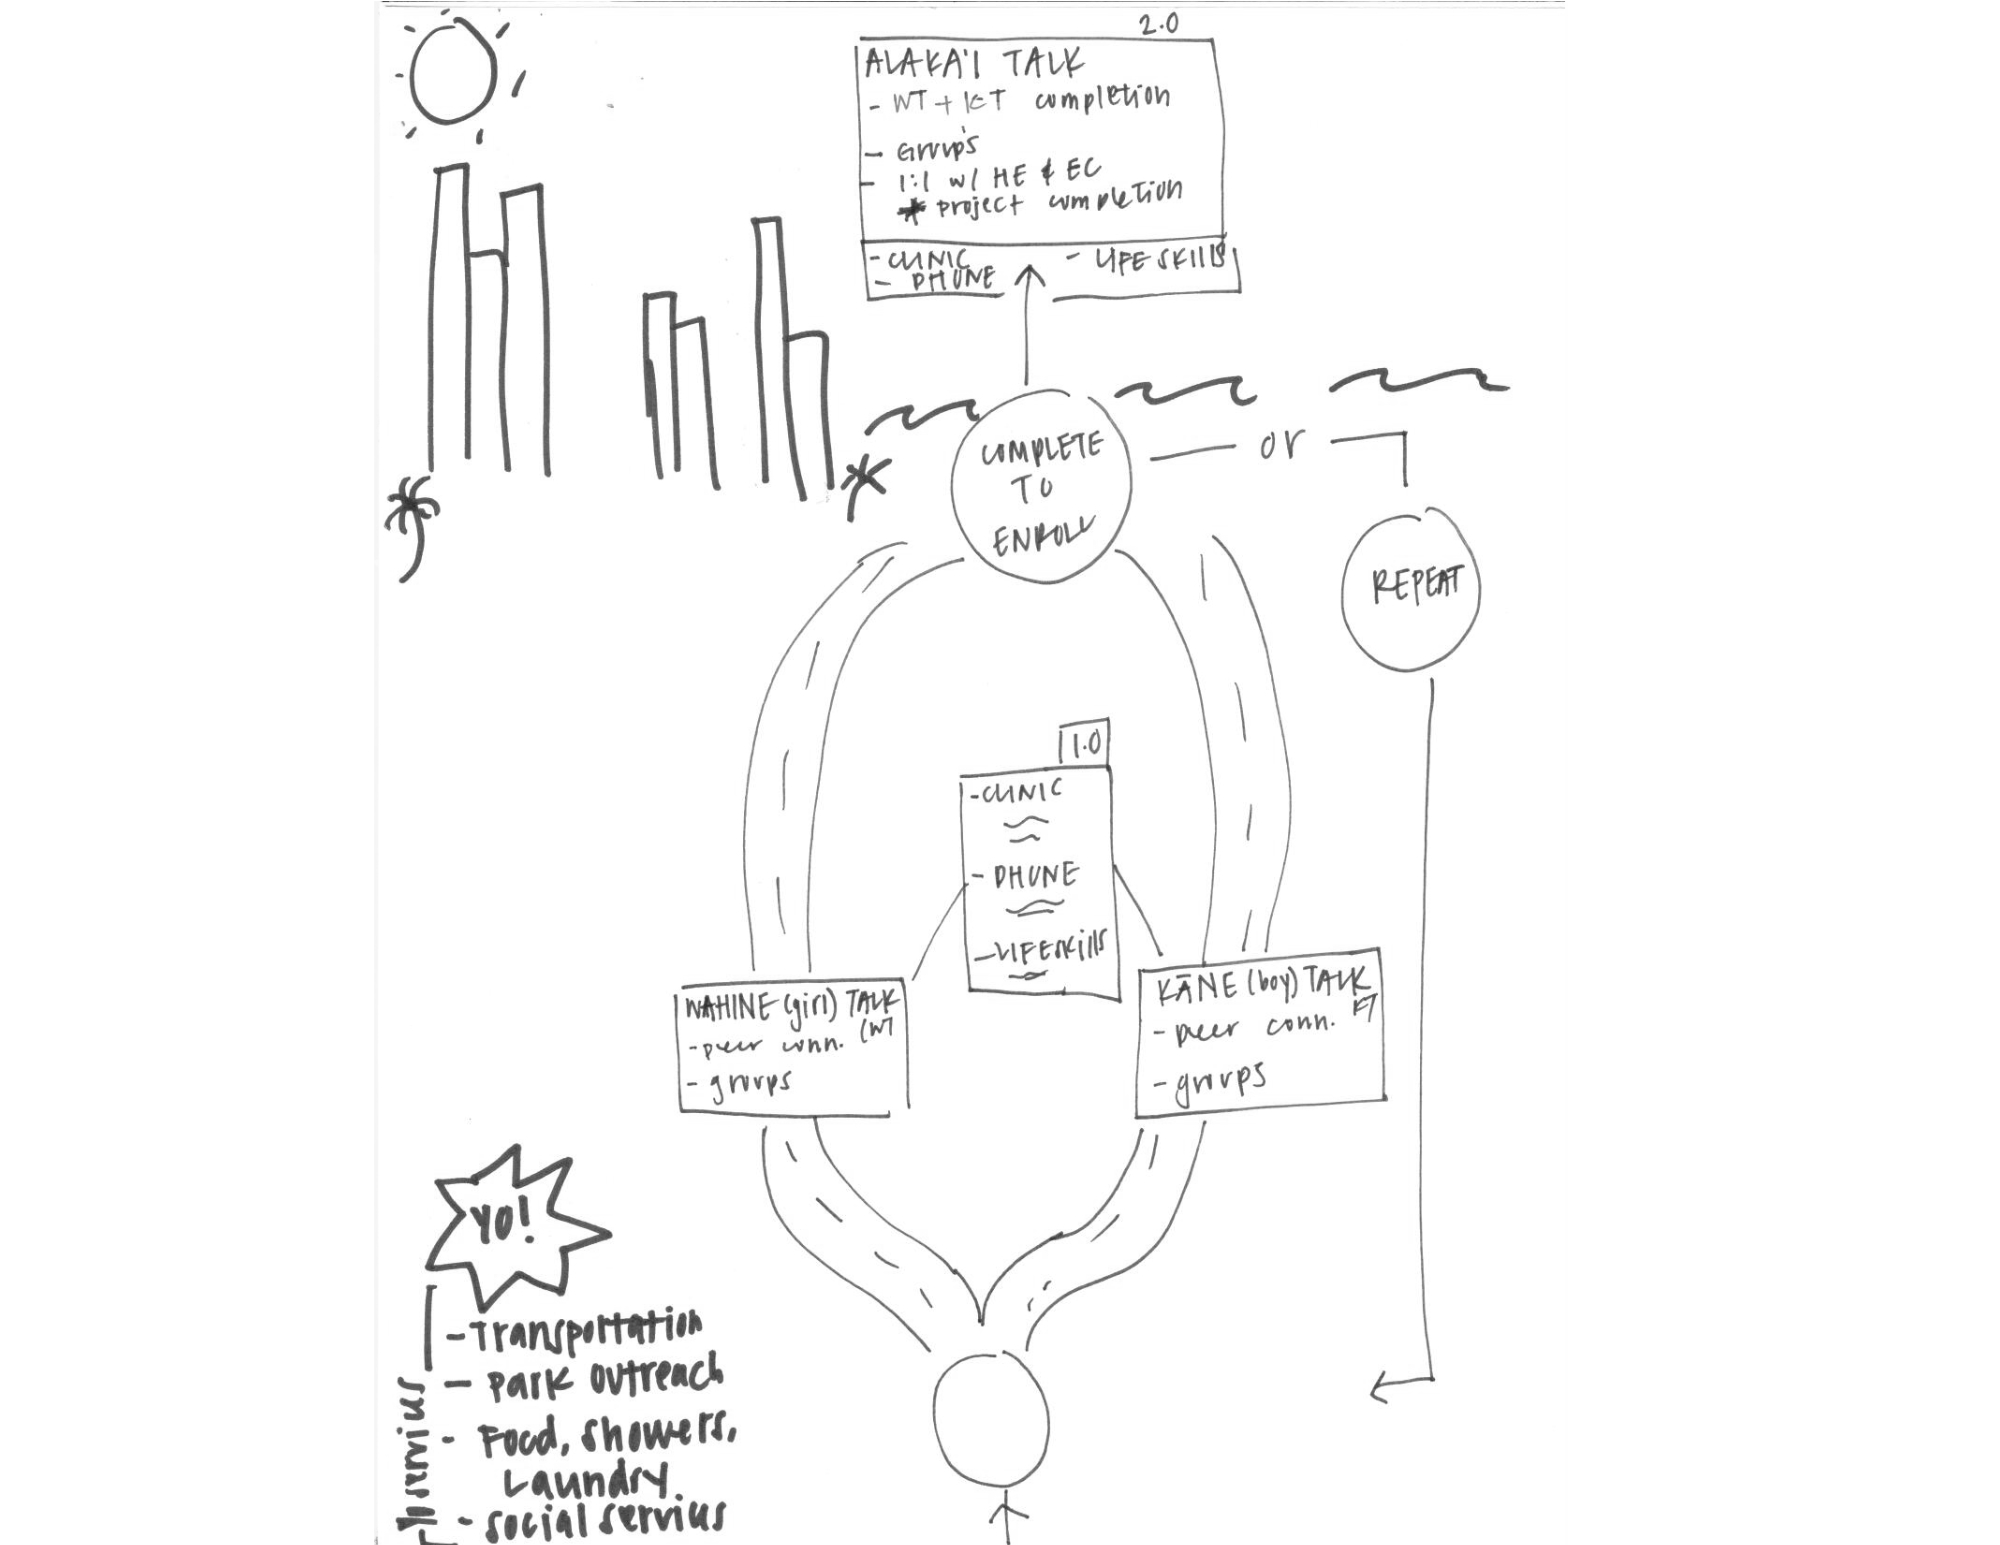 2.0
ALAKA'I TALK
- WT + KT completion
- Groups
- 1:1 w/ HE & EC
* project completion
- CLINIC
- PHONE
- LIFE SKILLS
COMPLETE
TO
ENROLL
or
REPEAT
1.0
- CLINIC
- PHONE
- LIFESKills
WAHINE (girl) TALK
(WT
- peer conn.
- groups
KĀNE (boy) TALK
KT
- peer conn.
- groups
YO!
- Transportation
- Park outreach
- Food, showers,
Laundry
- social services